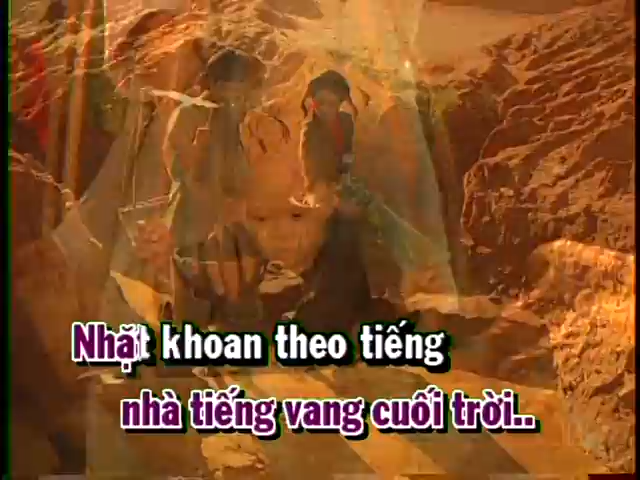 Nhặt khoan theo tiếng
nhà tiếng vang cuối trời..